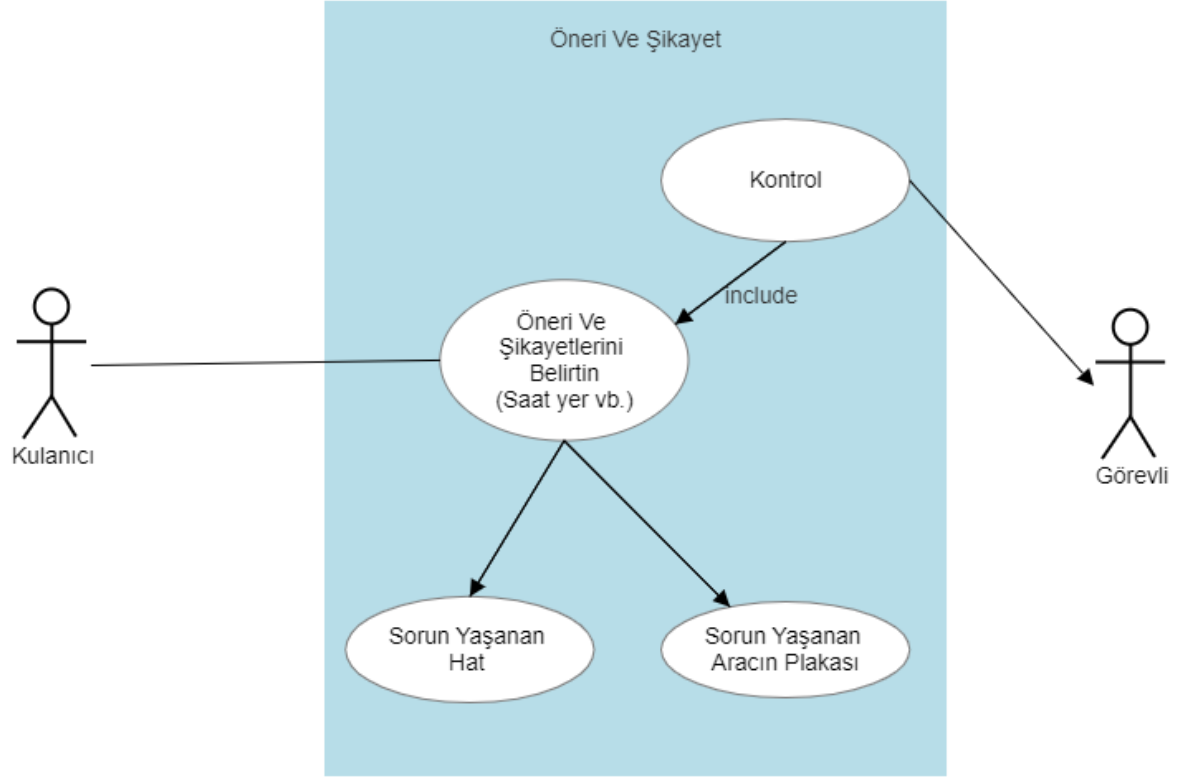 Öneri Ve Şikayet
Kontrol
include
Öneri Ve
Şikayetlerini
Belirtin
(Saat yer vb.)
Kulanıcı
Görevli
Sorun Yaşanan
Hat
Sorun Yaşanan
Aracın Plakası